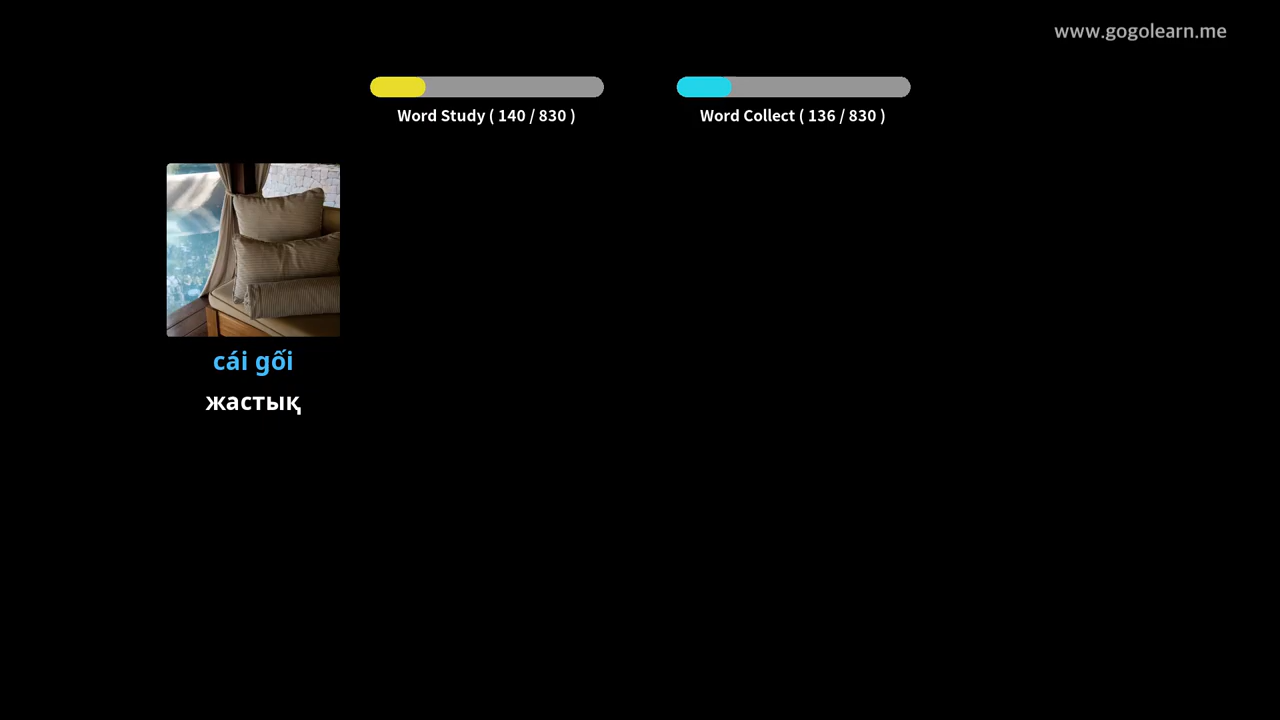 www.gogolearn.me
Word Study ( 140 / 830 )
Word Collect ( 136 / 830 )
cái gối
жастық